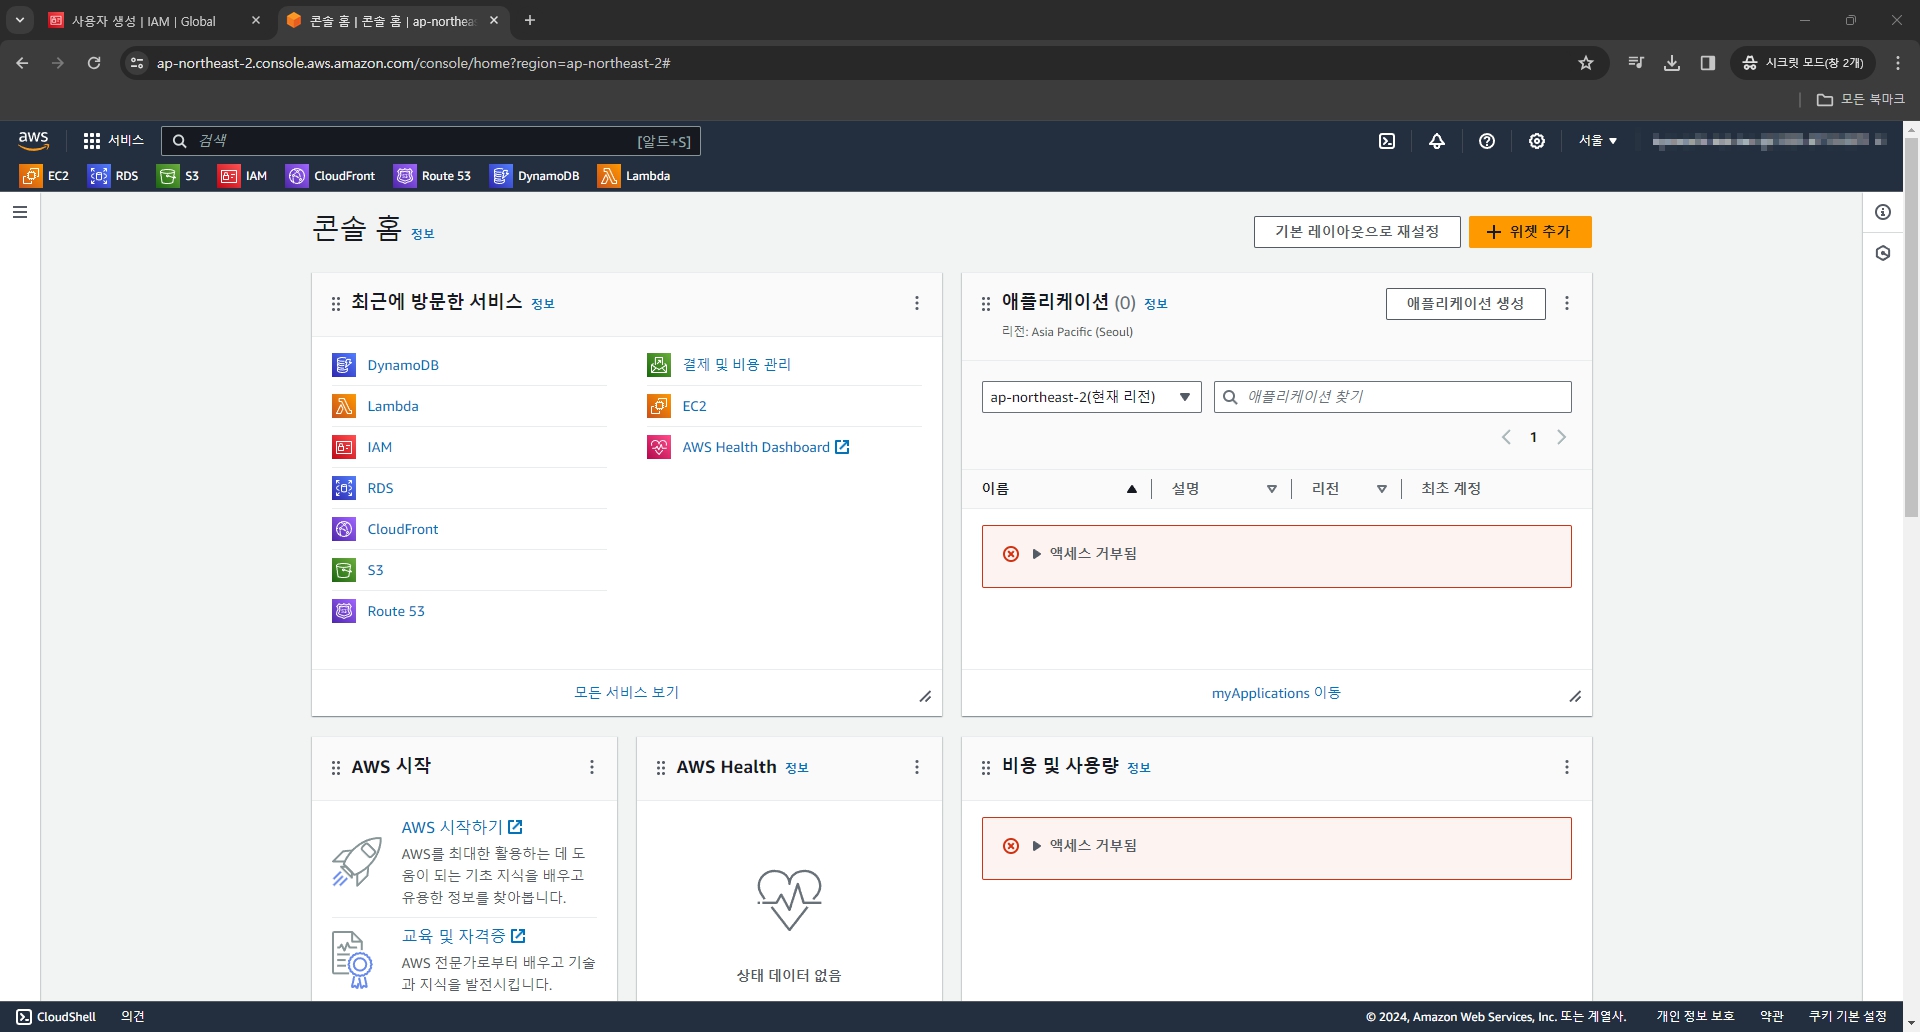 사용자 생성 | IAM | Global
콘솔 홈 | 콘솔 홈 | ap-northeas
ap-northeast-2.console.aws.amazon.com/console/home?region=ap-northeast-2#
시크릿 모드(창 2개)
모든 북마크
aws
서비스
검색
[알트+S]
서울
EC2
RDS
S3
IAM
CloudFront
Route 53
DynamoDB
Lambda
콘솔 홈 정보
기본 레이아웃으로 재설정
위젯 추가
최근에 방문한 서비스 정보
DynamoDB
Lambda
IAM
RDS
CloudFront
S3
Route 53
결제 및 비용 관리
EC2
AWS Health Dashboard
모든 서비스 보기
애플리케이션 (0) 정보
리전: Asia Pacific (Seoul)
애플리케이션 생성
ap-northeast-2(현재 리전)
애플리케이션 찾기
1
이름
설명
리전
최초 계정
액세스 거부됨
myApplications 이동
AWS 시작
AWS 시작하기
AWS를 최대한 활용하는 데 도
움이 되는 기초 지식을 배우고
유용한 정보를 찾아봅니다.
교육 및 자격증
AWS 전문가로부터 배우고 기술
과 지식을 발전시킵니다.
AWS Health 정보
상태 데이터 없음
비용 및 사용량 정보
액세스 거부됨
CloudShell
의견
© 2024, Amazon Web Services, Inc. 또는 계열사.
개인 정보 보호
약관
쿠키 기본 설정